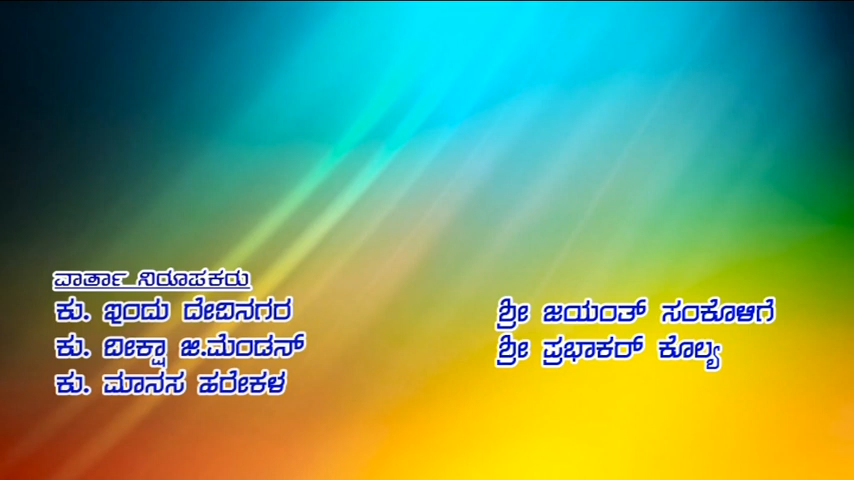 ವಾರ್ತಾ ನಿರೂಪಕರು
ಕು. ಇಂದು ದೇವಿನಗರ
ಕು. ದೀಕ್ಷಾ ಜಿ.ಮೆಂಡನ್
ಕು. ಮಾನಸ ಹರೇಕಳ
ಶ್ರೀ ಜಯಂತ್ ಸಂಕೊಳಿಗೆ
ಶ್ರೀ ಪ್ರಭಾಕರ್ ಕೊಲ್ಯ